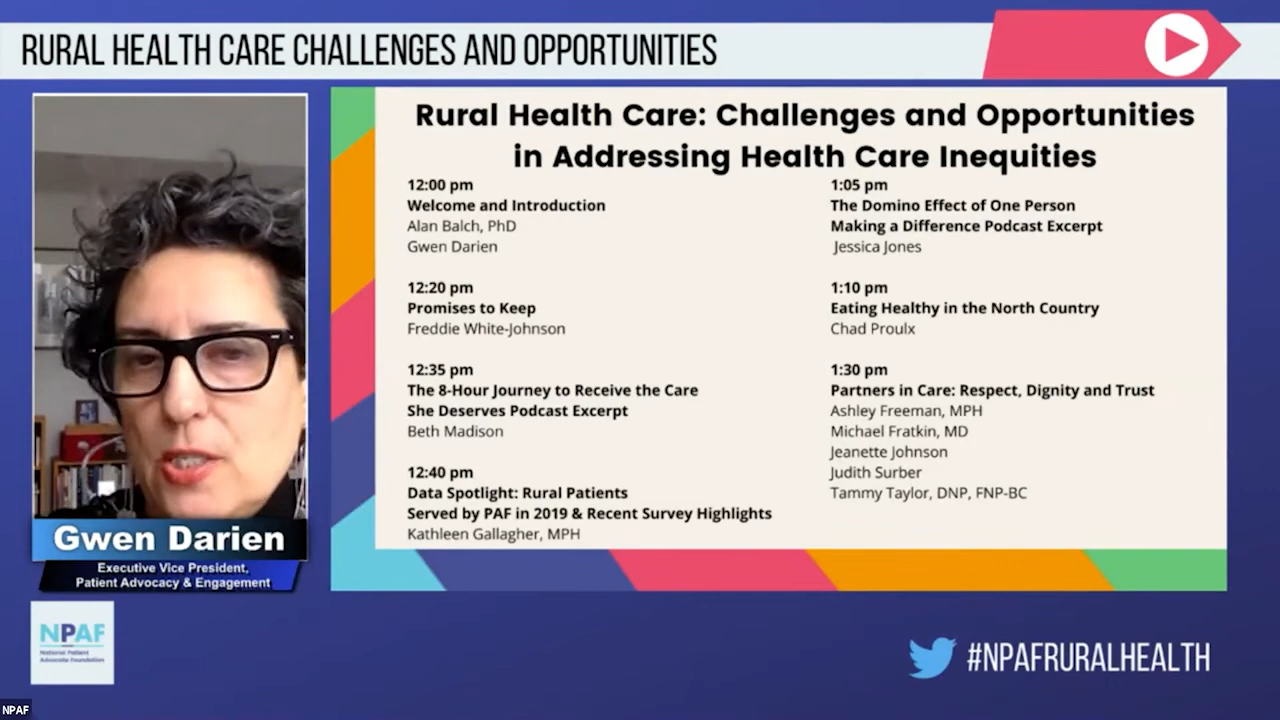 RURAL HEALTH CARE CHALLENGES AND OPPORTUNITIES
Rural Health Care: Challenges and Opportunities
in Addressing Health Care Inequities
12:00 pm
Welcome and Introduction
Alan Balch, PhD
Gwen Darien
12:20 pm
Promises to Keep
Freddie White-Johnson
12:35 pm
The 8-Hour Journey to Receive the Care
She Deserves Podcast Excerpt
Beth Madison
12:40 pm
Data Spotlight: Rural Patients
Served by PAF in 2019 & Recent Survey Highlights
Kathleen Gallagher, MPH
1:05 pm
The Domino Effect of One Person
Making a Difference Podcast Excerpt
Jessica Jones
1:10 pm
Eating Healthy in the North Country
Chad Proulx
1:30 pm
Partners in Care: Respect, Dignity and Trust
Ashley Freeman, MPH
Michael Fratkin, MD
Jeanette Johnson
Judith Surber
Tammy Taylor, DNP, FNP-BC
Gwen Darien
Executive Vice President,
Patient Advocacy & Engagement
NPAF
National Patient
Advocate Foundation
#NPAFRURALHEALTH
NPAF